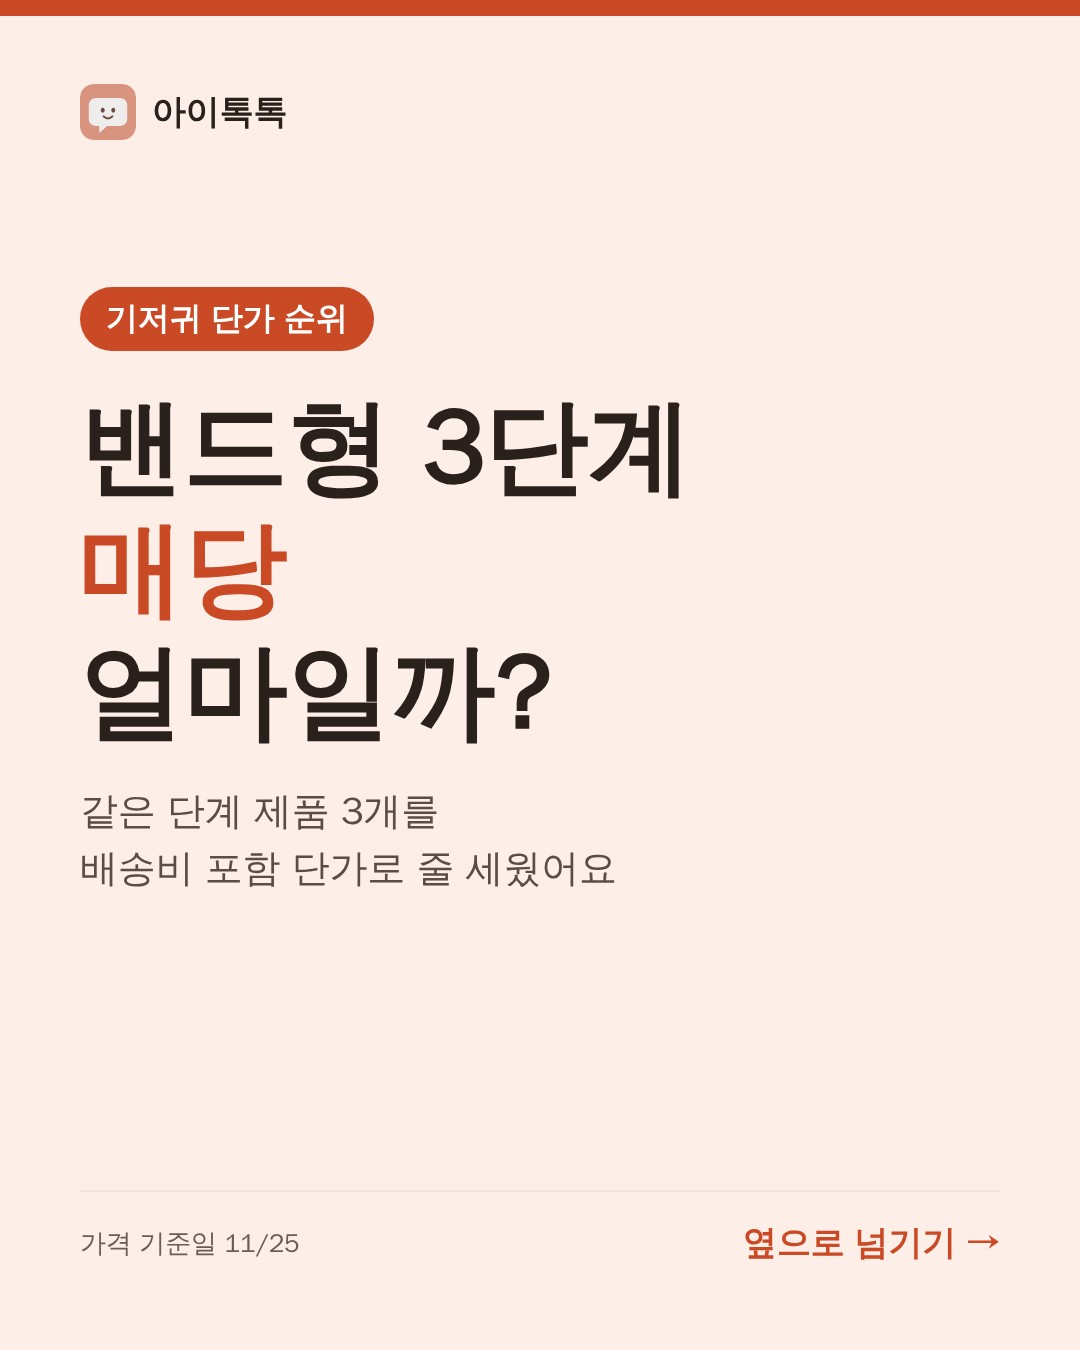 아이톡톡
기저귀 단가 순위
밴드형 3단계
매당
얼마일까?
같은 단계 제품 3개를
배송비 포함 단가로 줄 세웠어요
가격 기준일 11/25
옆으로 넘기기 →